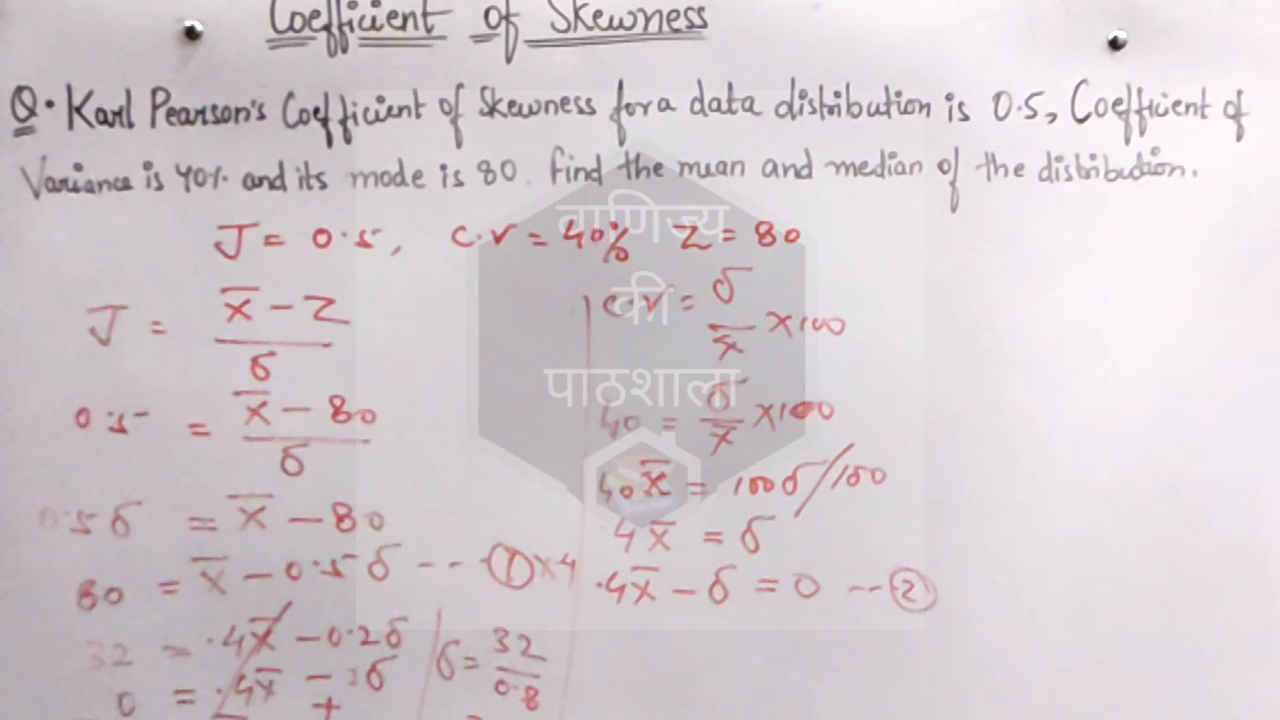 Coefficient of Skewness
Q. Karl Pearson's Coefficient of Skewness for a data distribution is 0.5, Coefficient of
Variance is 40% and its mode is 80. find the mean and median of the distribution.
J = 0.5, C.V = 40% Z = 80
J = x̄ - Z / σ
C.V = σ / x̄ × 100
0.5 = x̄ - 80 / σ
40 = σ / x̄ × 100
0.5σ = x̄ - 80
40x̄ = 100σ/100
.4x̄ = σ
80 = x̄ - 0.5σ -- ① × .4
.4x̄ - σ = 0 -- ②
32 = .4x̄ - 0.2σ
σ = 32 / 0.8
0 = .4x̄ - 1σ
+
वाणिज्य
की
पाठशाला